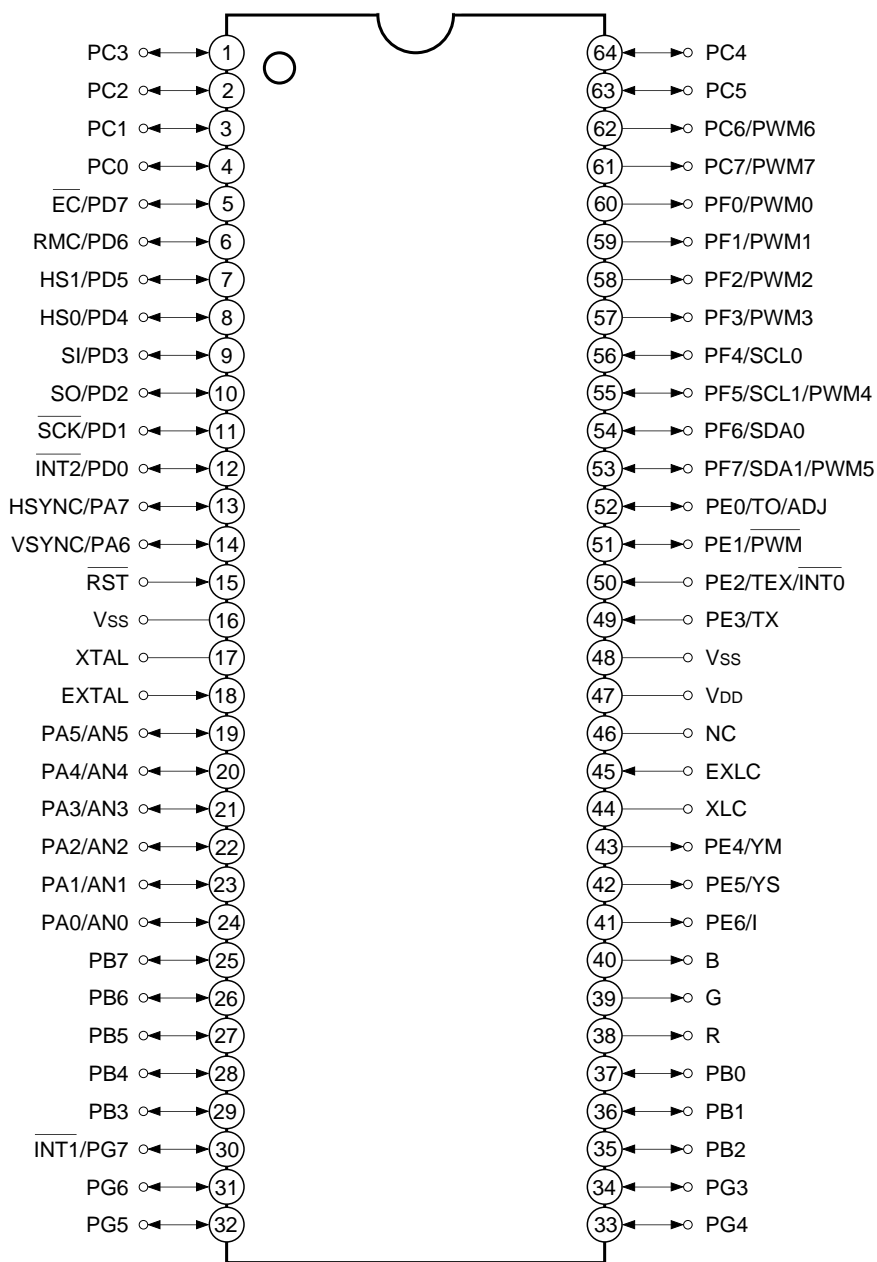 PC3 1 64 PC4
PC2 2 63 PC5
PC1 3 62 PC6/PWM6
PC0 4 61 PC7/PWM7
E̅C̅/PD7 5 60 PF0/PWM0
RMC/PD6 6 59 PF1/PWM1
HS1/PD5 7 58 PF2/PWM2
HS0/PD4 8 57 PF3/PWM3
SI/PD3 9 56 PF4/SCL0
SO/PD2 10 55 PF5/SCL1/PWM4
S̅C̅K̅/PD1 11 54 PF6/SDA0
I̅N̅T̅2̅/PD0 12 53 PF7/SDA1/PWM5
HSYNC/PA7 13 52 PE0/TO/ADJ
VSYNC/PA6 14 51 PE1/P̅W̅M̅
R̅S̅T̅ 15 50 PE2/TEX/I̅N̅T̅0̅
Vss 16 49 PE3/TX
XTAL 17 48 Vss
EXTAL 18 47 VDD
PA5/AN5 19 46 NC
PA4/AN4 20 45 EXLC
PA3/AN3 21 44 XLC
PA2/AN2 22 43 PE4/YM
PA1/AN1 23 42 PE5/YS
PA0/AN0 24 41 PE6/I
PB7 25 40 B
PB6 26 39 G
PB5 27 38 R
PB4 28 37 PB0
PB3 29 36 PB1
I̅N̅T̅1̅/PG7 30 35 PB2
PG6 31 34 PG3
PG5 32 33 PG4